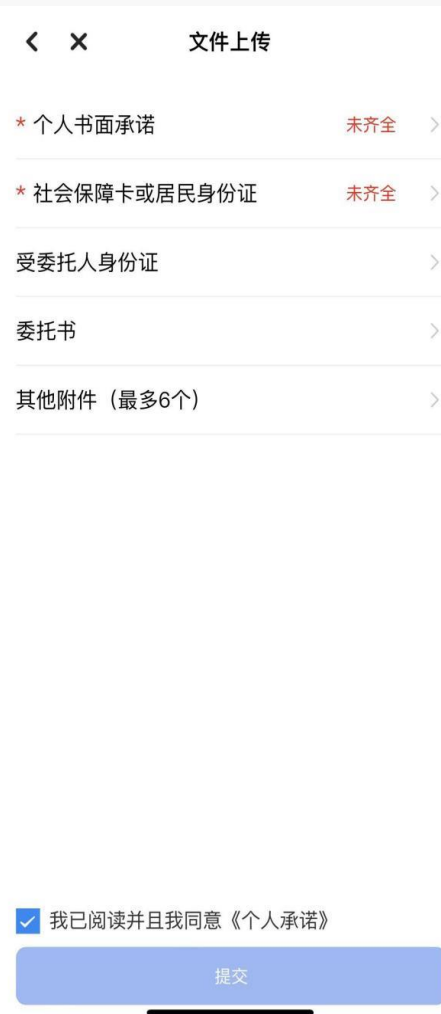 文件上传
* 个人书面承诺 未齐全
* 社会保障卡或居民身份证 未齐全
受委托人身份证
委托书
其他附件（最多6个）
我已阅读并且我同意《个人承诺》
提交